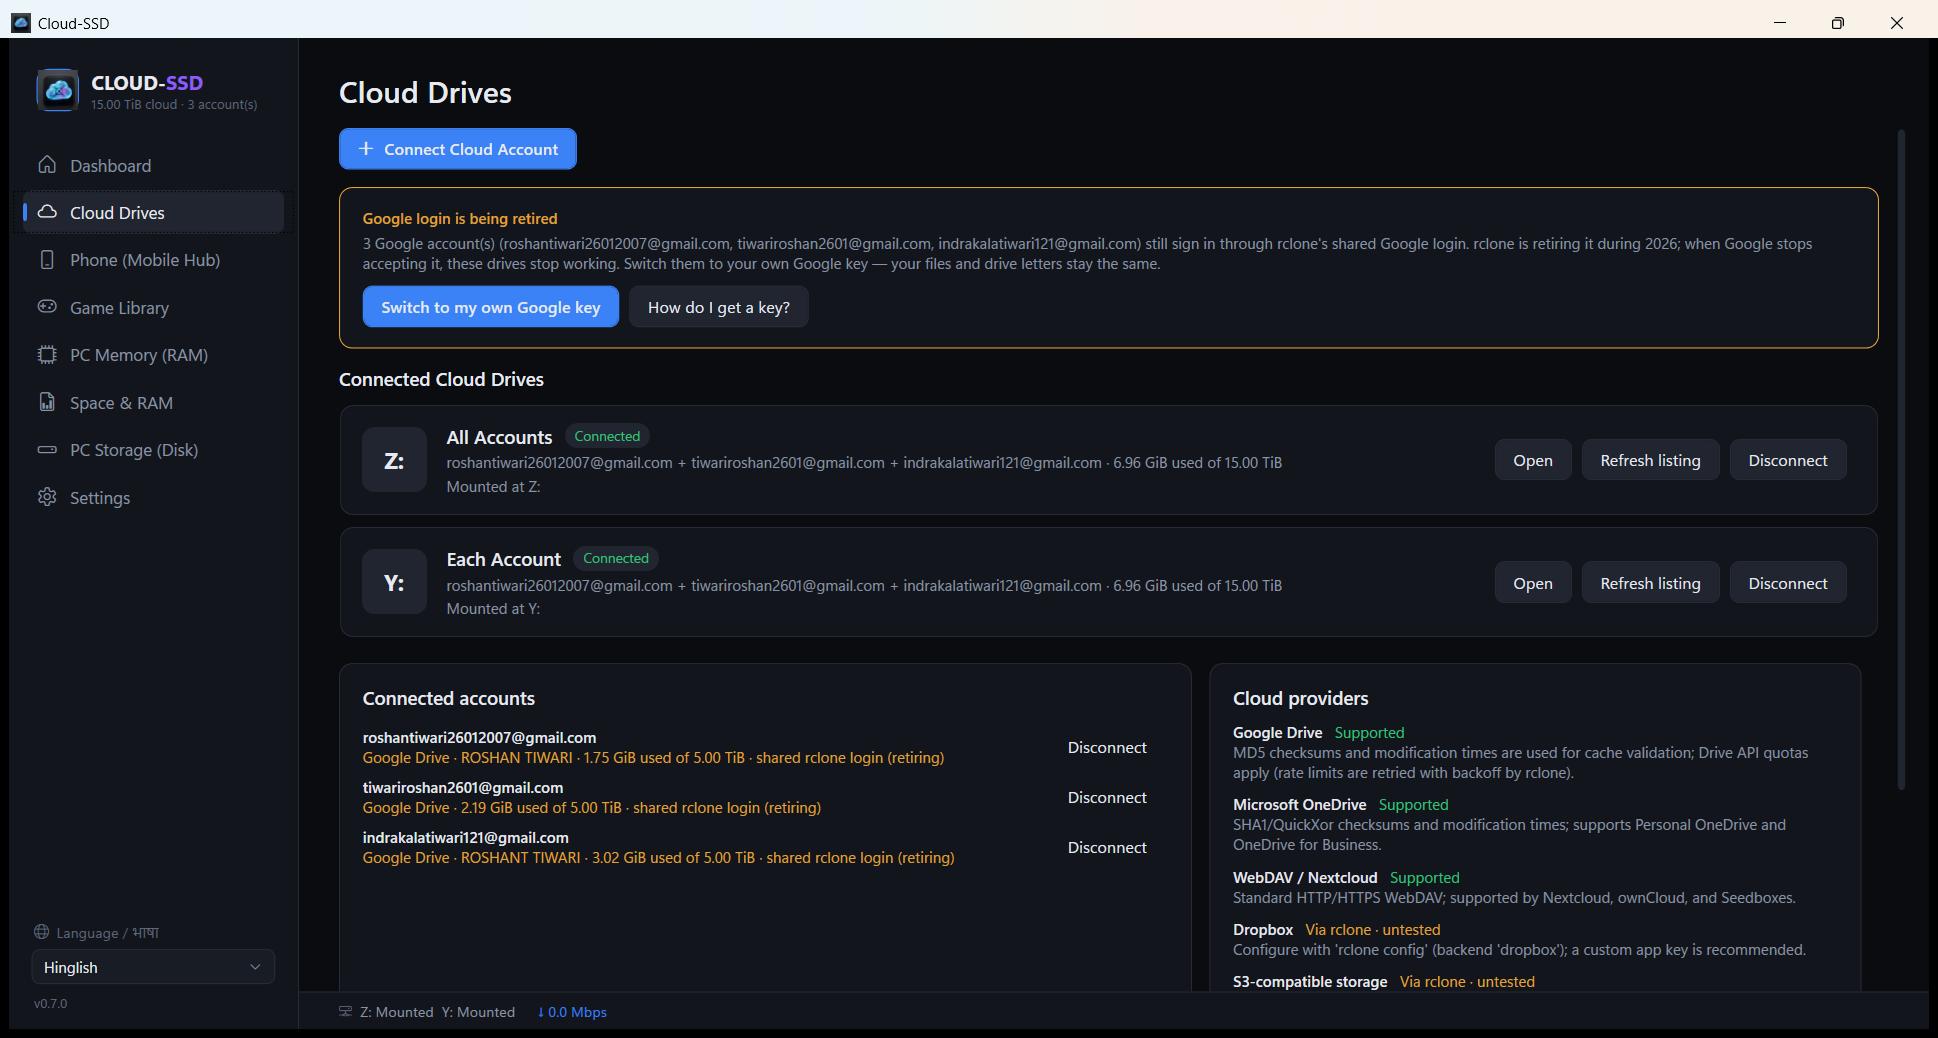 Cloud-SSD
CLOUD-SSD
15.00 TiB cloud · 3 account(s)
Dashboard
Cloud Drives
Phone (Mobile Hub)
Game Library
PC Memory (RAM)
Space & RAM
PC Storage (Disk)
Settings
Language / भाषा
Hinglish
v0.7.0
Cloud Drives
+ Connect Cloud Account
Google login is being retired
3 Google account(s) (roshantiwari26012007@gmail.com, tiwariroshan2601@gmail.com, indrakalatiwari121@gmail.com) still sign in through rclone's shared Google login. rclone is retiring it during 2026; when Google stops
accepting it, these drives stop working. Switch them to your own Google key — your files and drive letters stay the same.
Switch to my own Google key
How do I get a key?
Connected Cloud Drives
Z:
All Accounts Connected
roshantiwari26012007@gmail.com + tiwariroshan2601@gmail.com + indrakalatiwari121@gmail.com · 6.96 GiB used of 15.00 TiB
Mounted at Z:
Open
Refresh listing
Disconnect
Y:
Each Account Connected
roshantiwari26012007@gmail.com + tiwariroshan2601@gmail.com + indrakalatiwari121@gmail.com · 6.96 GiB used of 15.00 TiB
Mounted at Y:
Open
Refresh listing
Disconnect
Connected accounts
roshantiwari26012007@gmail.com
Google Drive · ROSHAN TIWARI · 1.75 GiB used of 5.00 TiB · shared rclone login (retiring)
Disconnect
tiwariroshan2601@gmail.com
Google Drive · 2.19 GiB used of 5.00 TiB · shared rclone login (retiring)
Disconnect
indrakalatiwari121@gmail.com
Google Drive · ROSHANT TIWARI · 3.02 GiB used of 5.00 TiB · shared rclone login (retiring)
Disconnect
Cloud providers
Google Drive Supported
MD5 checksums and modification times are used for cache validation; Drive API quotas
apply (rate limits are retried with backoff by rclone).
Microsoft OneDrive Supported
SHA1/QuickXor checksums and modification times; supports Personal OneDrive and
OneDrive for Business.
WebDAV / Nextcloud Supported
Standard HTTP/HTTPS WebDAV; supported by Nextcloud, ownCloud, and Seedboxes.
Dropbox Via rclone · untested
Configure with 'rclone config' (backend 'dropbox'); a custom app key is recommended.
S3-compatible storage Via rclone · untested
Z: Mounted Y: Mounted ↓ 0.0 Mbps